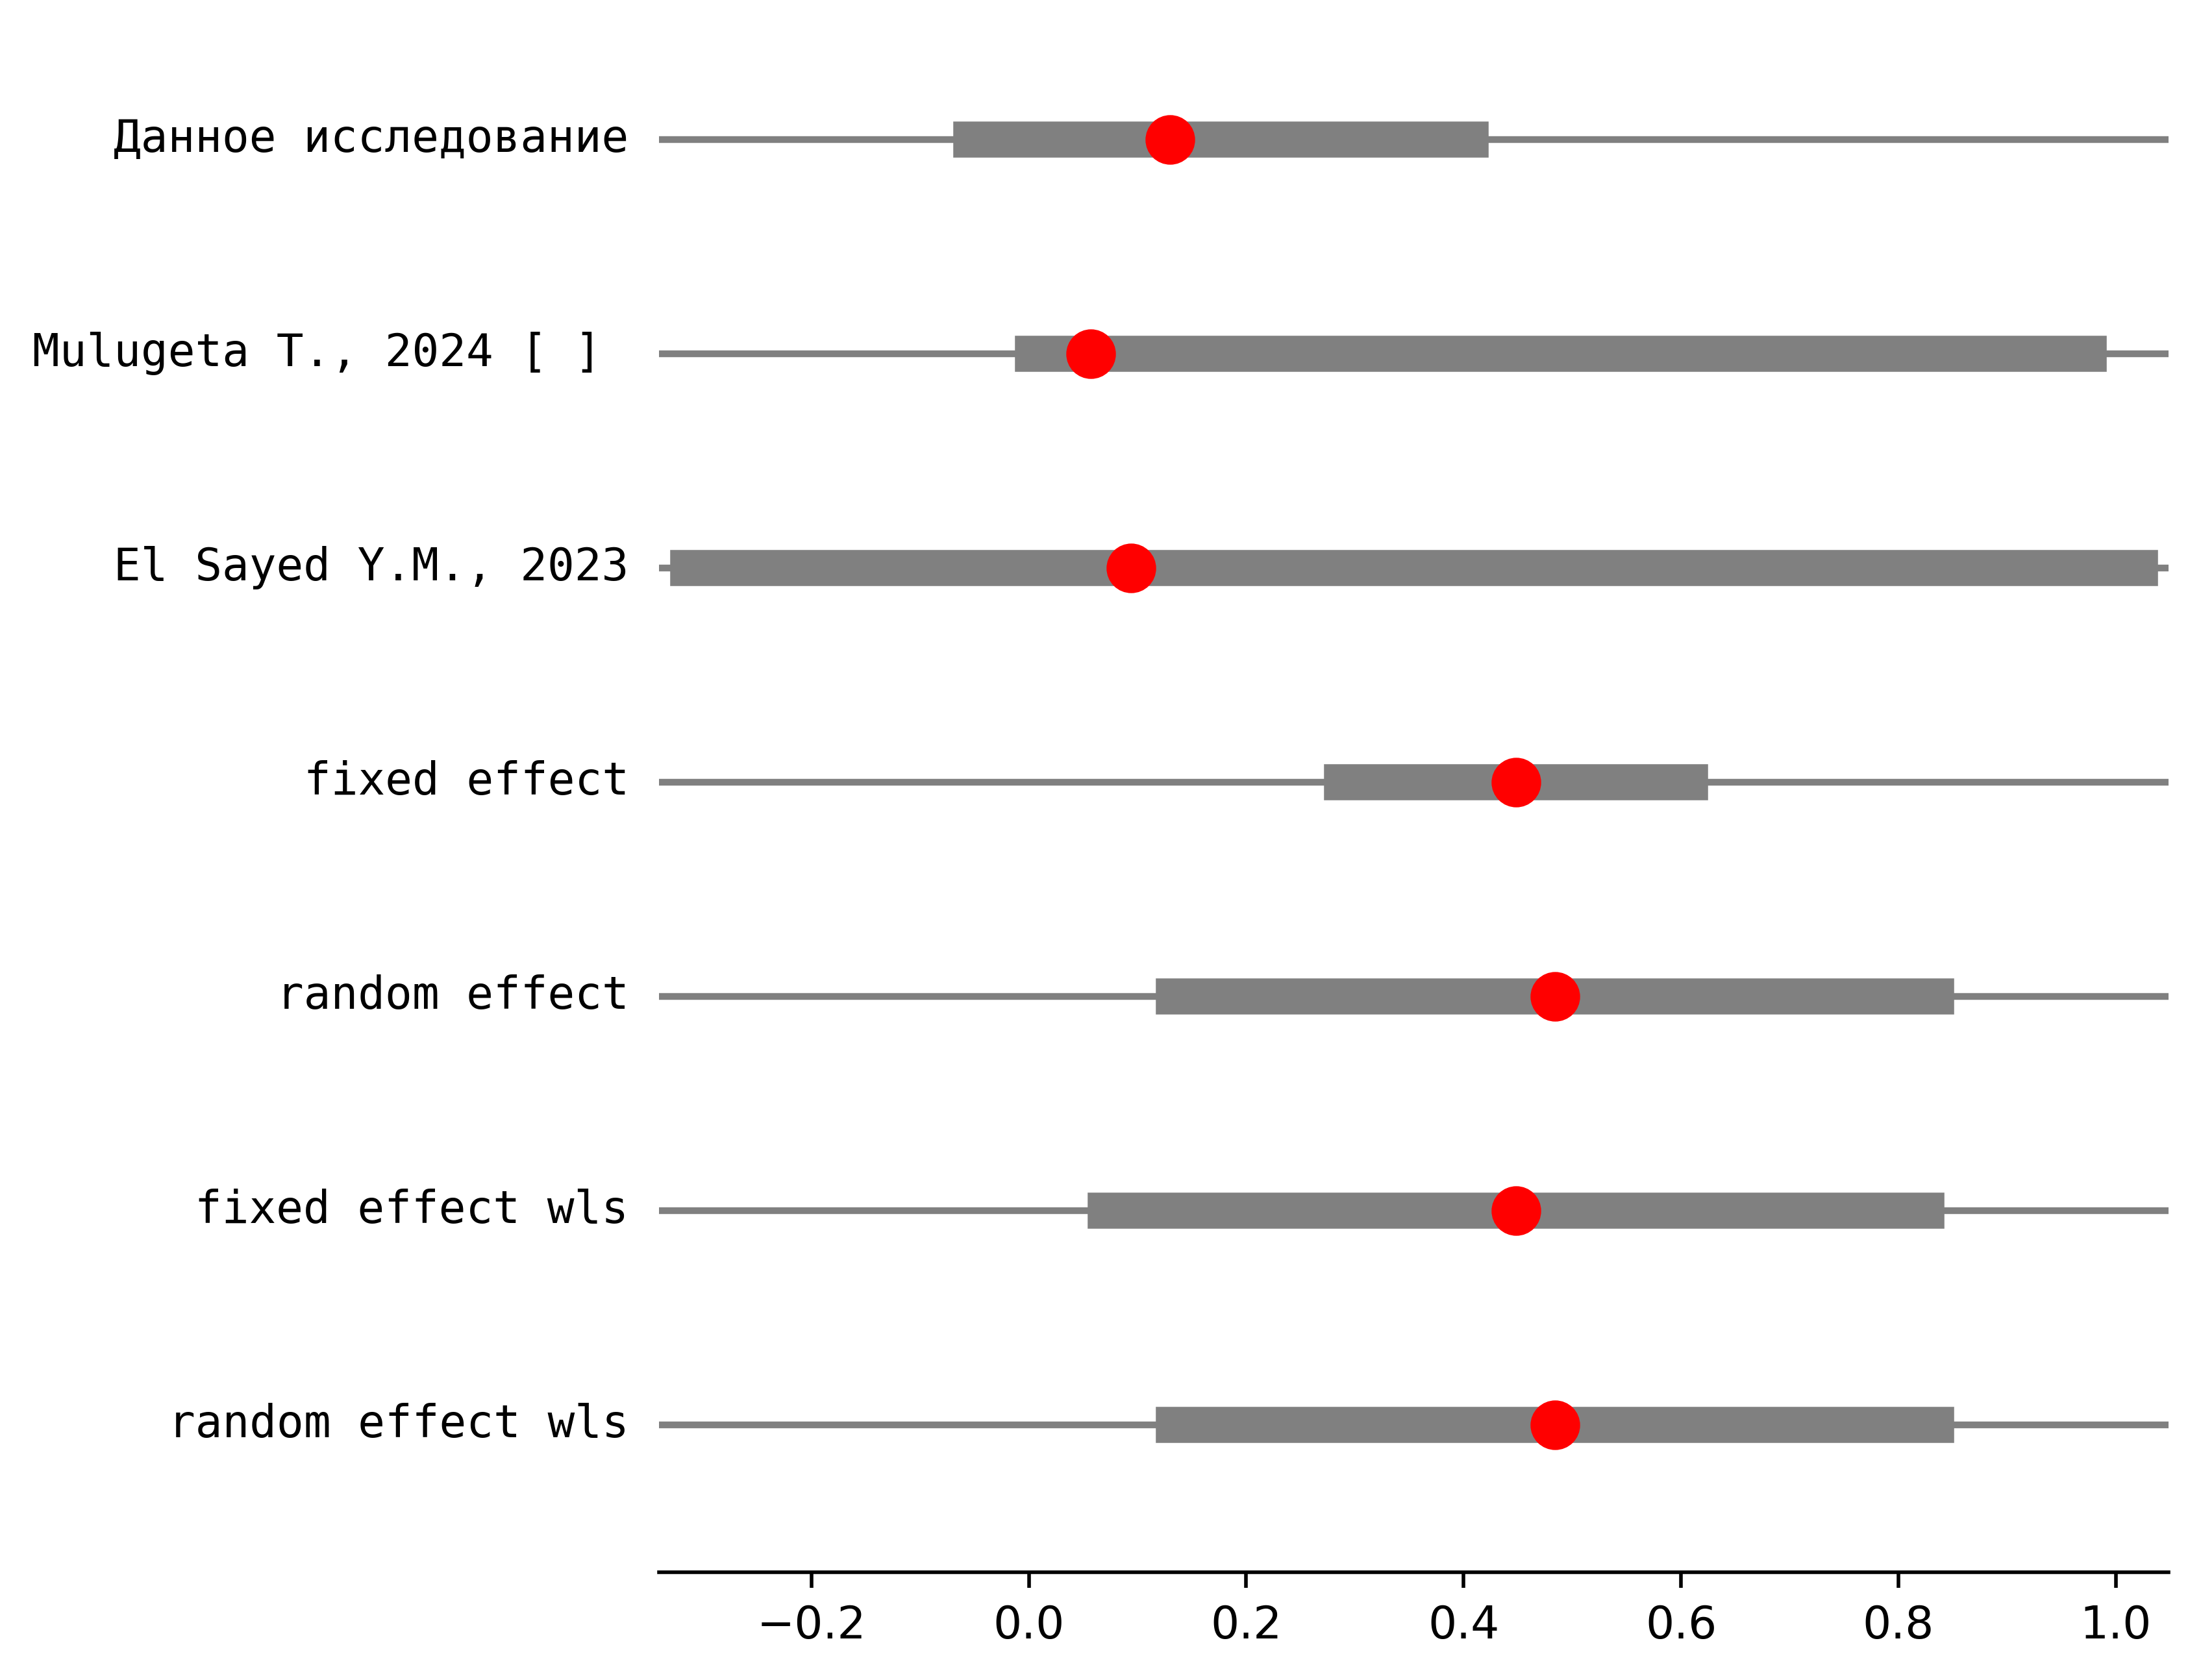 Данное исследование
Mulugeta T., 2024 [ ]
El Sayed Y.M., 2023
fixed effect
random effect
fixed effect wls
random effect wls
−0.2 0.0 0.2 0.4 0.6 0.8 1.0